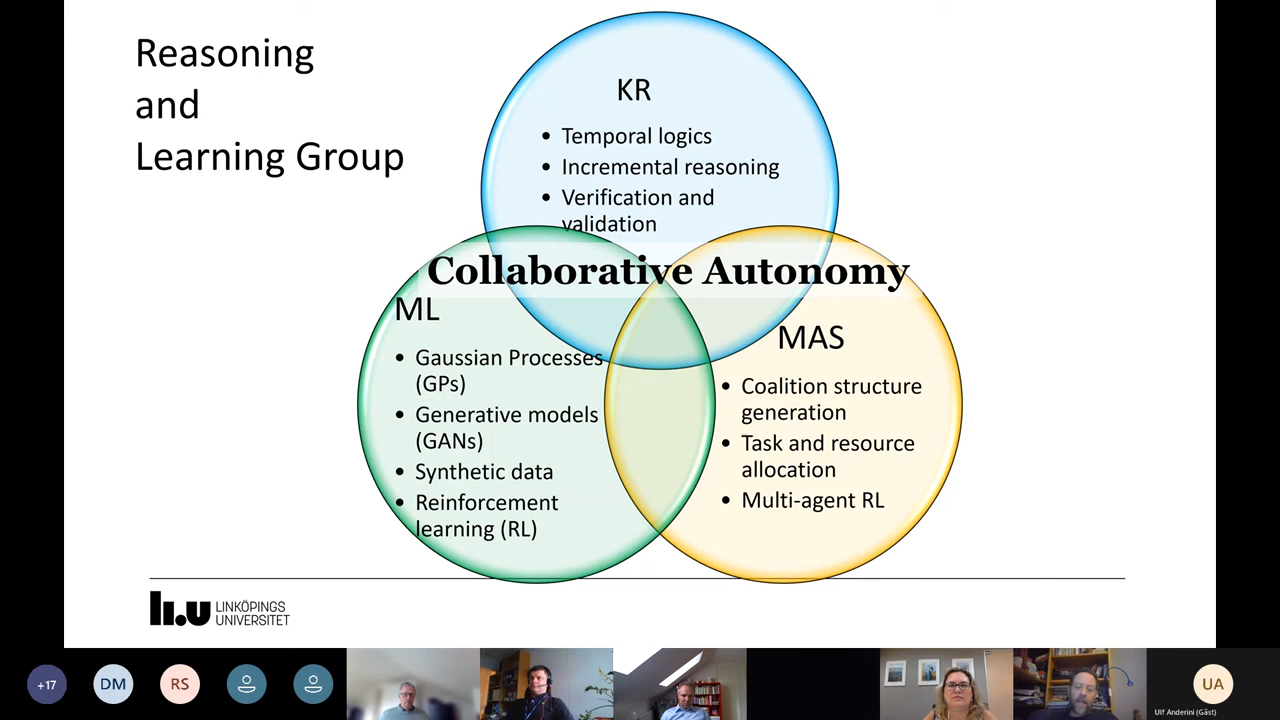 Reasoning
and
Learning Group
KR
• Temporal logics
• Incremental reasoning
• Verification and
validation
Collaborative Autonomy
ML
• Gaussian Processes
(GPs)
• Generative models
(GANs)
• Synthetic data
• Reinforcement
learning (RL)
MAS
• Coalition structure
generation
• Task and resource
allocation
• Multi-agent RL
li.u LINKÖPINGS
UNIVERSITET
+17
DM
RS
UA
Ulf Anderini (Gäst)